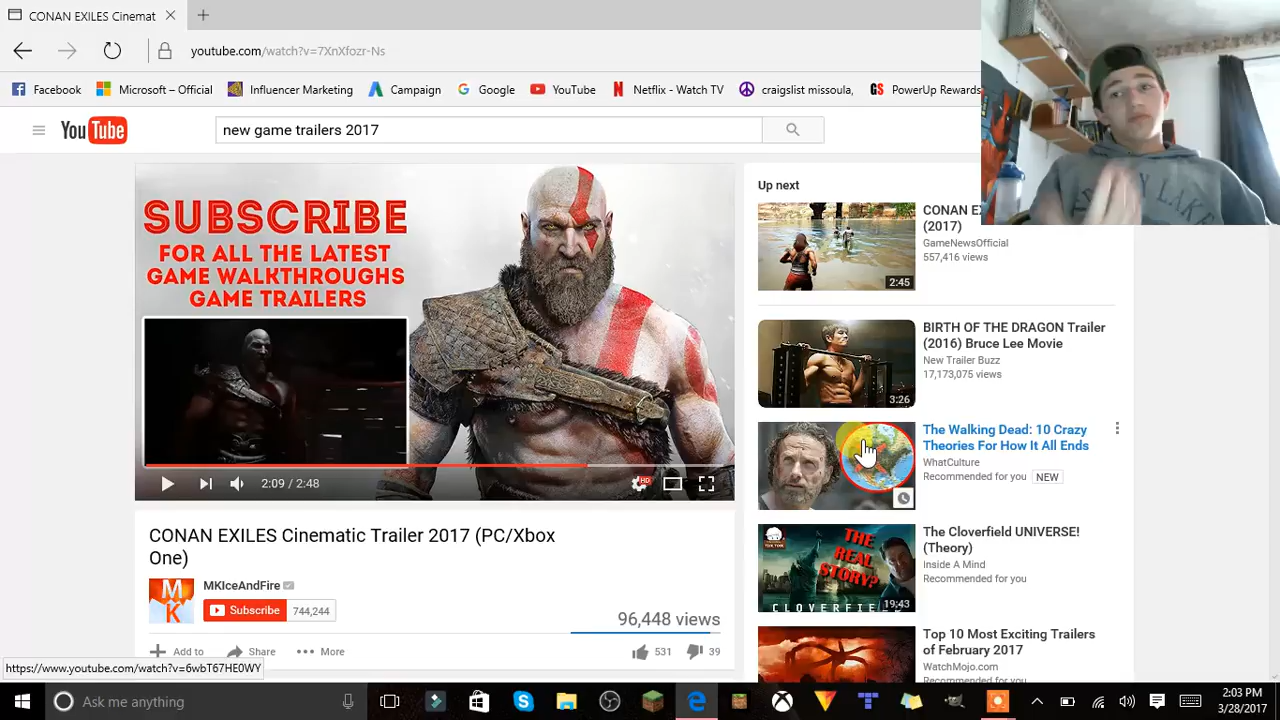 CONAN EXILES Cinemat
youtube.com/watch?v=7XnXfozr-Ns
Facebook
Microsoft – Official
Influencer Marketing
Campaign
Google
YouTube
Netflix - Watch TV
craigslist missoula,
GS
PowerUp Rewards
YouTube
new game trailers 2017
SUBSCRIBE
FOR ALL THE LATEST
GAME WALKTHROUGHS
GAME TRAILERS
2:09 / 2:48
HD
CONAN EXILES Cinematic Trailer 2017 (PC/Xbox
One)
MK
MKIceAndFire
Subscribe 744,244
96,448 views
Add to Share More
531 39
https://www.youtube.com/watch?v=6wbT67HE0WY
Up next
CONAN E
(2017)
GameNewsOfficial
557,416 views
2:45
BIRTH OF THE DRAGON Trailer
(2016) Bruce Lee Movie
New Trailer Buzz
17,173,075 views
3:26
The Walking Dead: 10 Crazy
Theories For How It All Ends
WhatCulture
Recommended for you NEW
The Cloverfield UNIVERSE!
(Theory)
Inside A Mind
Recommended for you
THE
REAL
STORY?
CLOVERFIE
19:43
Top 10 Most Exciting Trailers
of February 2017
WatchMojo.com
Recommended for you
Ask me anything
2:03 PM
3/28/2017